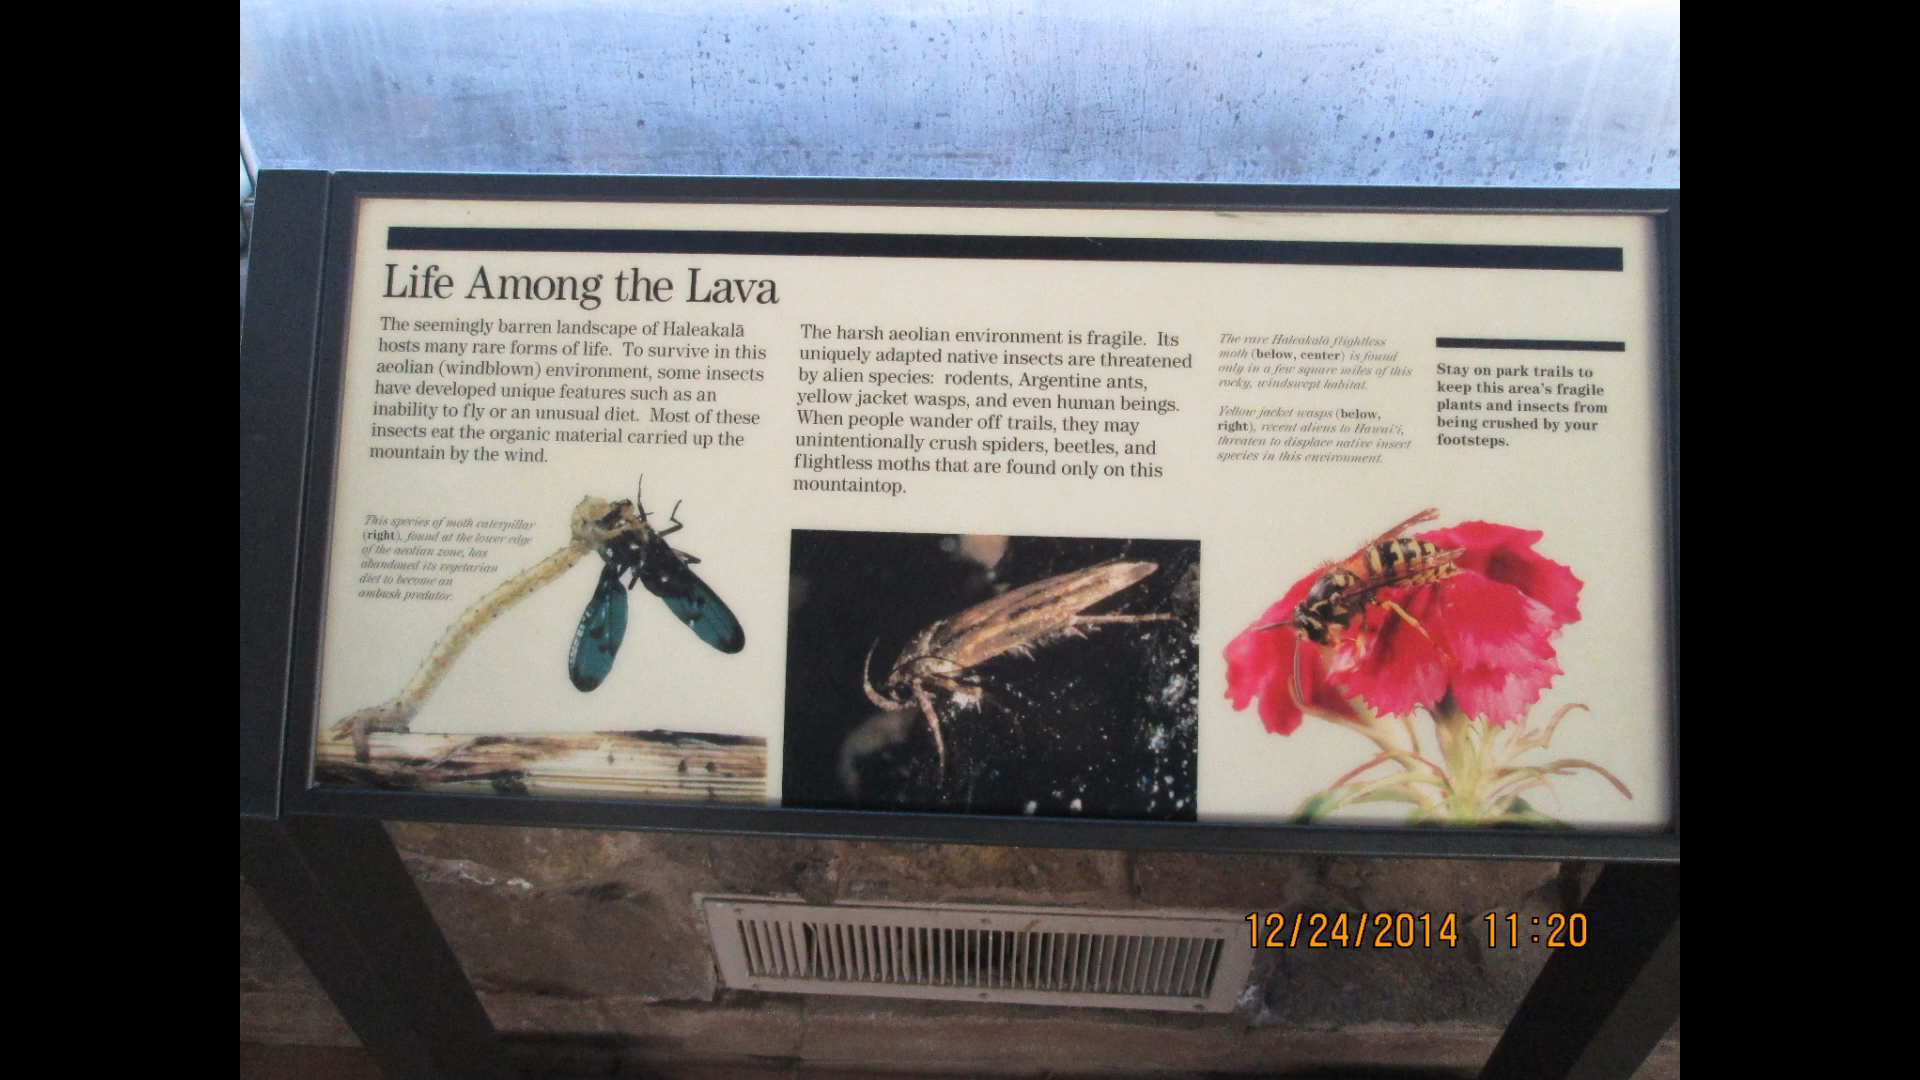 Life Among the Lava
The seemingly barren landscape of Haleakalā
hosts many rare forms of life. To survive in this
aeolian (windblown) environment, some insects
have developed unique features such as an
inability to fly or an unusual diet. Most of these
insects eat the organic material carried up the
mountain by the wind.
The harsh aeolian environment is fragile. Its
uniquely adapted native insects are threatened
by alien species: rodents, Argentine ants,
yellow jacket wasps, and even human beings.
When people wander off trails, they may
unintentionally crush spiders, beetles, and
flightless moths that are found only on this
mountaintop.
The rare Haleakalā flightless
moth (below, center) is found
only in a few square miles of this
rocky, windswept habitat.
Yellow jacket wasps (below,
right), recent aliens to Hawai'i,
threaten to displace native insect
species in this environment.
Stay on park trails to
keep this area's fragile
plants and insects from
being crushed by your
footsteps.
This species of moth caterpillar
(right), found at the lower edge
of the aeolian zone, has
abandoned its vegetarian
diet to become an
ambush predator.
12/24/2014 11:20